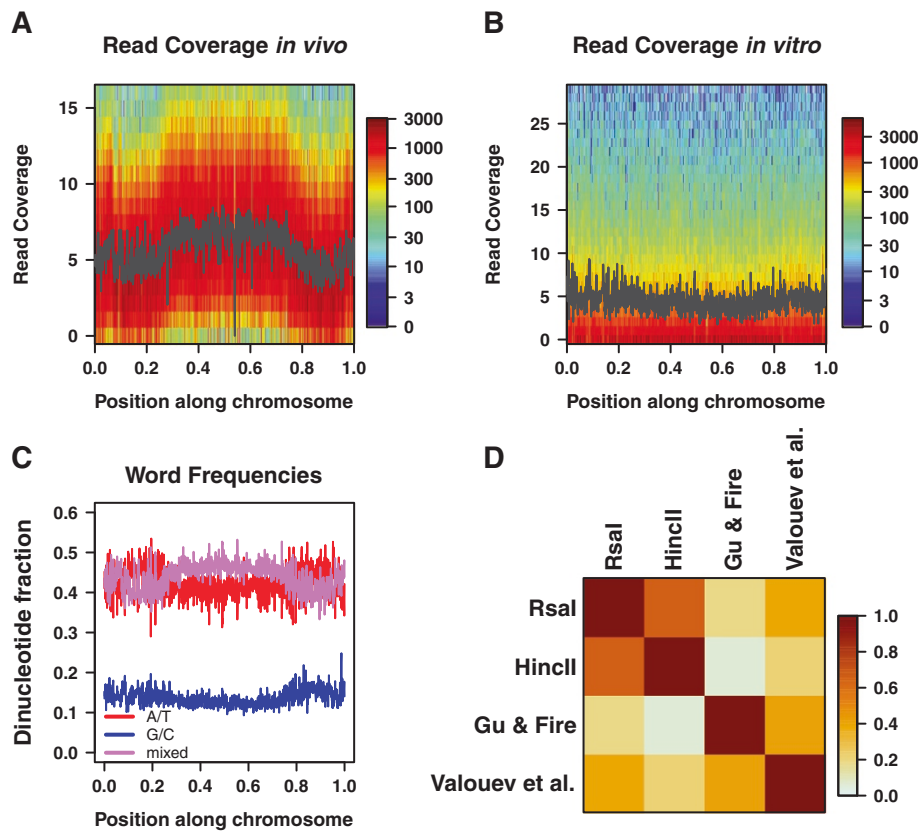 A
Read Coverage in vivo
Read Coverage
15
10
5
0
0.0 0.2 0.4 0.6 0.8 1.0
Position along chromosome
3000
1000
300
100
30
10
3
0
B
Read Coverage in vitro
Read Coverage
25
20
15
10
5
0
0.0 0.2 0.4 0.6 0.8 1.0
Position along chromosome
3000
1000
300
100
30
10
3
0
C
Word Frequencies
Dinucleotide fraction
0.6
0.5
0.4
0.3
0.2
0.1
0.0
A/T
G/C
mixed
0.0 0.2 0.4 0.6 0.8 1.0
Position along chromosome
D
RsaI
HincII
Gu & Fire
Valouev et al.
RsaI
HincII
Gu & Fire
Valouev et al.
1.0
0.8
0.6
0.4
0.2
0.0